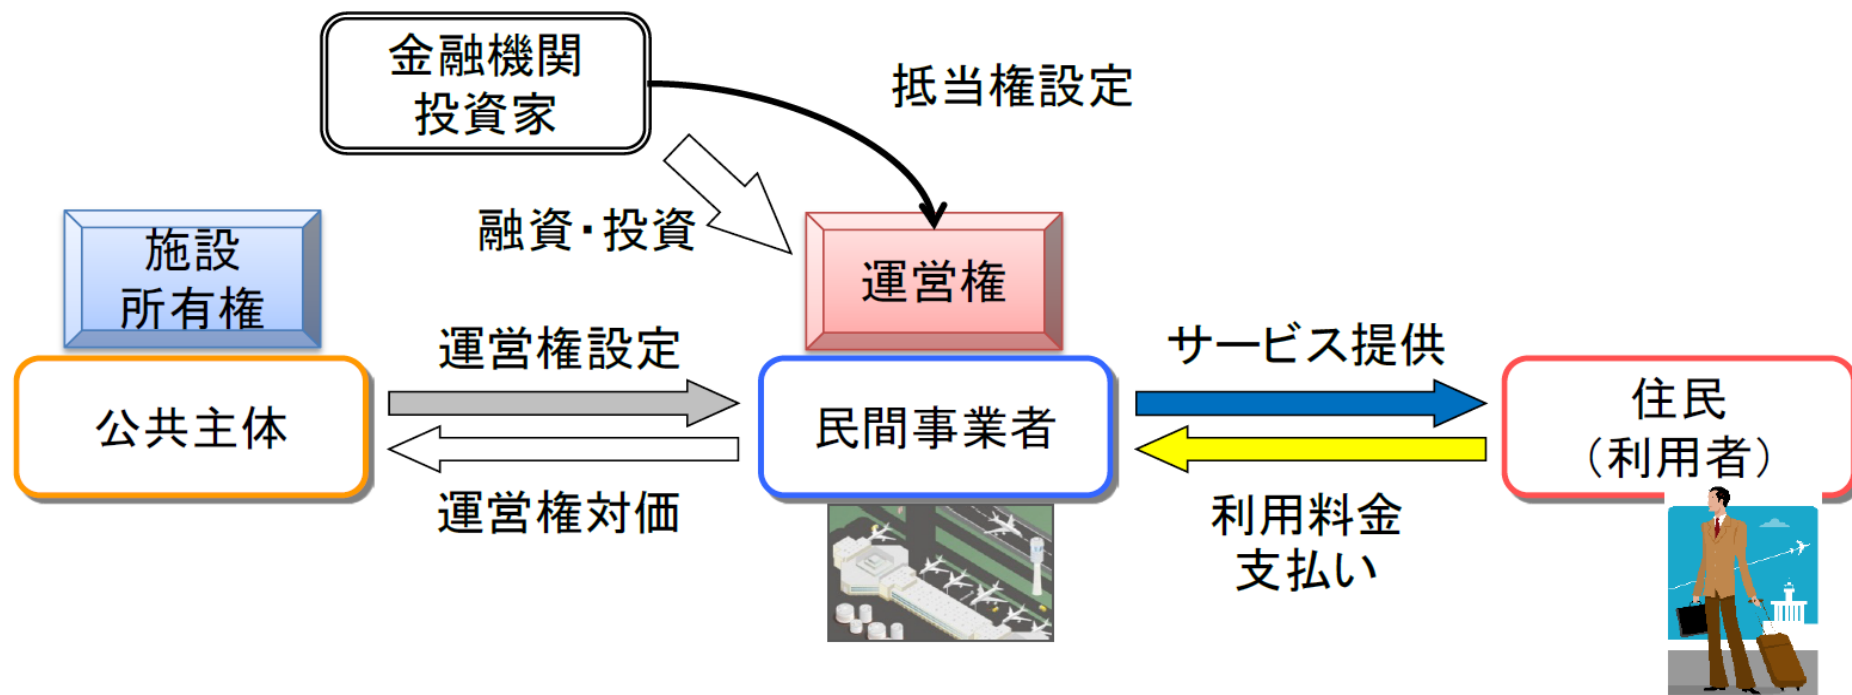 金融機関
投資家
抵当権設定
融資・投資
施設
所有権
運営権
運営権設定
サービス提供
公共主体
民間事業者
住民
（利用者）
運営権対価
利用料金
支払い